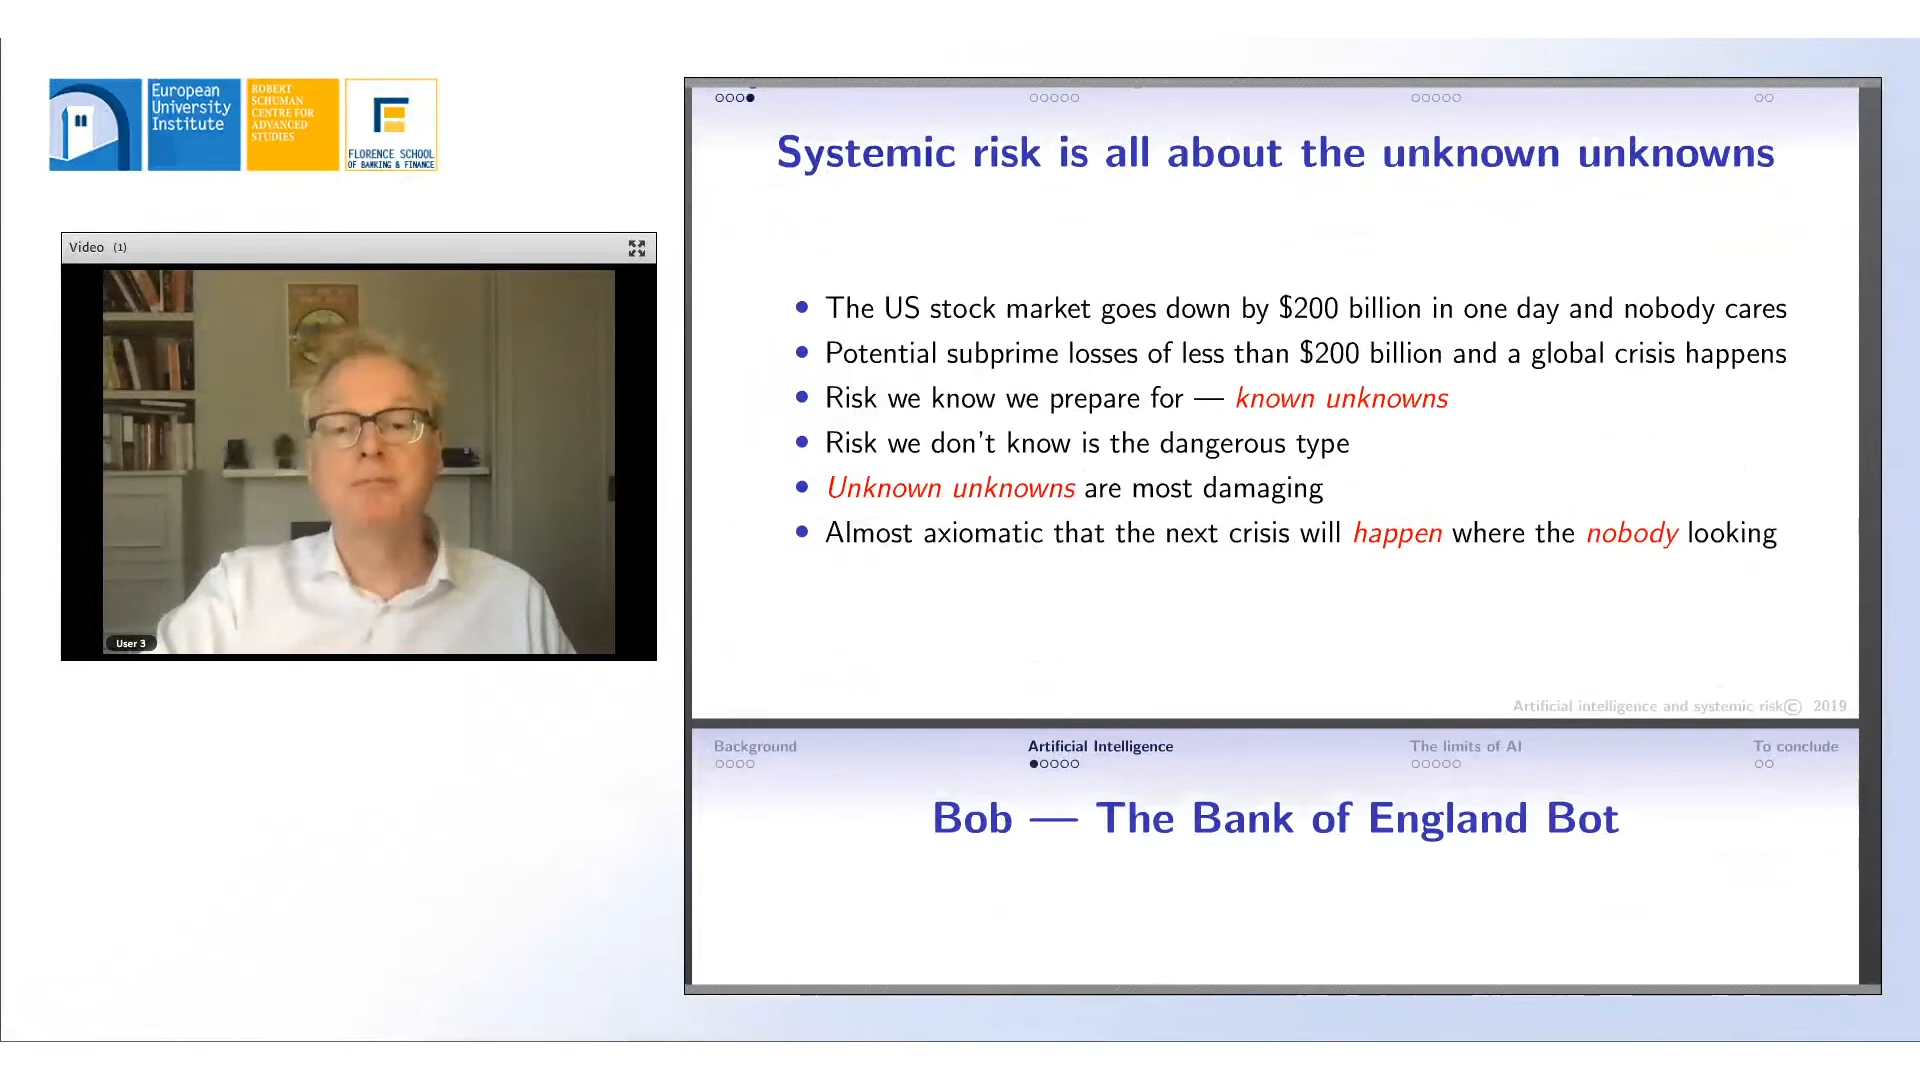 European
University
Institute
ROBERT
SCHUMAN
CENTRE FOR
ADVANCED
STUDIES
FLORENCE SCHOOL
OF BANKING & FINANCE
Video (1)
User 3
Systemic risk is all about the unknown unknowns
• The US stock market goes down by $200 billion in one day and nobody cares
• Potential subprime losses of less than $200 billion and a global crisis happens
• Risk we know we prepare for — known unknowns
• Risk we don't know is the dangerous type
• Unknown unknowns are most damaging
• Almost axiomatic that the next crisis will happen where the nobody looking
Artificial intelligence and systemic risk© 2019
Background Artificial Intelligence The limits of AI To conclude
Bob — The Bank of England Bot